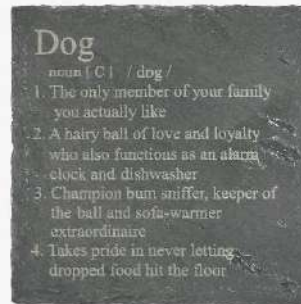 Dog
noun [ C ] / dog /
1. The only member of your family
you actually like
2. A hairy ball of love and loyalty
who also functions as an alarm
clock and dishwasher
3. Champion bum sniffer, keeper of
the ball and sofa-warmer
extraordinaire
4. Takes pride in never letting
dropped food hit the floor